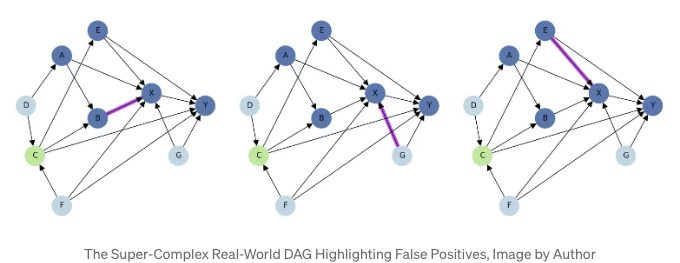 E
A
X
D
B
Y
C
G
F
E
A
X
D
B
Y
C
G
F
E
A
X
D
B
Y
C
G
F
The Super-Complex Real-World DAG Highlighting False Positives, Image by Author